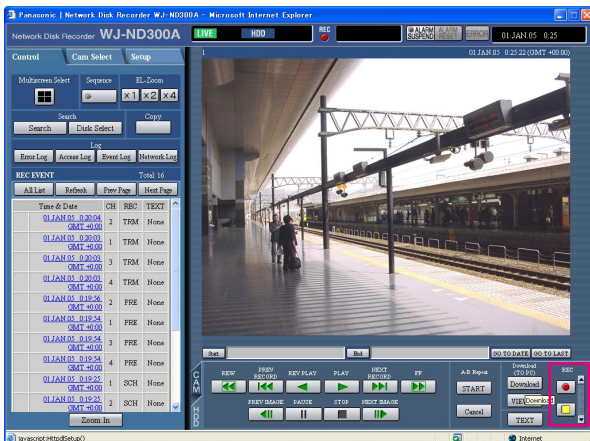 Panasonic | Network Disk Recorder WJ-ND300A - Microsoft Internet Explorer
Network Disk Recorder WJ-ND300A
LIVE HDD REC ALARM SUSPEND ALARM RESET ERROR 01.JAN.05 0:25
Control Cam Select Setup
1 01.JAN.05 0:25:22 (GMT +00:00)
Multiscreen Select Sequence EL-Zoom
x1 x2 x4
Search Copy
Search Disk Select
Log
Error Log Access Log Event Log Network Log
REC EVENT Total: 16
All List Refresh Prev Page Next Page
Time & Date CH REC TEXT
01.JAN.05 0:20:04 GMT +0:00 2 TRM None
01.JAN.05 0:20:03 GMT +0:00 1 TRM None
01.JAN.05 0:20:03 GMT +0:00 3 TRM None
01.JAN.05 0:20:03 GMT +0:00 4 TRM None
01.JAN.05 0:19:56 GMT +0:00 2 PRE None
01.JAN.05 0:19:54 GMT +0:00 1 PRE None
01.JAN.05 0:19:54 GMT +0:00 3 PRE None
01.JAN.05 0:19:54 GMT +0:00 4 PRE None
01.JAN.05 0:19:25 GMT +0:00 1 SCH None
01.JAN.05 0:19:25 GMT +0:00 2 SCH None
Zoom In
Start End GO TO DATE GO TO LAST
CAM
REW PREV RECORD REV PLAY PLAY NEXT RECORD FF
A-B Repeat
START
Cancel
Download (TO PC)
Download
VIE Download
TEXT
REC
HDD
PREV IMAGE PAUSE STOP NEXT IMAGE
javascript:HttpdSetup() Internet